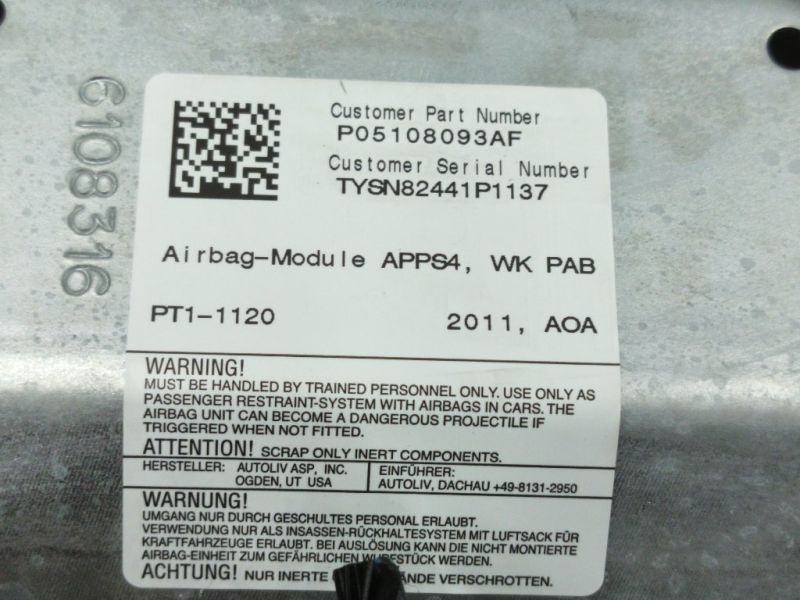 6108316
Customer Part Number
P05108093AF
Customer Serial Number
TYSN82441P1137
Airbag-Module APPS4, WK PAB
PT1-1120 2011, AOA
WARNING!
MUST BE HANDLED BY TRAINED PERSONNEL ONLY. USE ONLY AS
PASSENGER RESTRAINT-SYSTEM WITH AIRBAGS IN CARS. THE
AIRBAG UNIT CAN BECOME A DANGEROUS PROJECTILE IF
TRIGGERED WHEN NOT FITTED.
ATTENTION! SCRAP ONLY INERT COMPONENTS.
HERSTELLER: AUTOLIV ASP, INC.
OGDEN, UT USA
EINFÜHRER:
AUTOLIV, DACHAU +49-8131-2950
WARNUNG!
UMGANG NUR DURCH GESCHULTES PERSONAL ERLAUBT.
VERWENDUNG NUR ALS INSASSEN-RÜCKHALTESYSTEM MIT LUFTSACK FÜR
KRAFTFAHRZEUGE ERLAUBT. BEI AUSLÖSUNG KANN DIE NICHT MONTIERTE
AIRBAG-EINHEIT ZUM GEFÄHRLICHEN WURFSTÜCK WERDEN.
ACHTUNG! NUR INERTE ANDE VERSCHROTTEN.